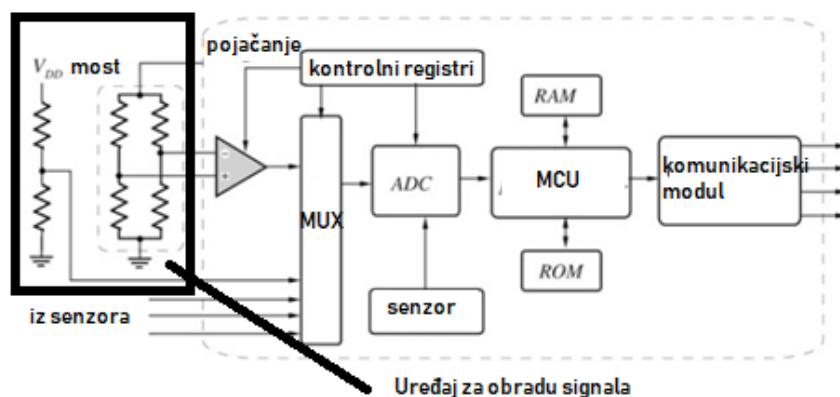 pojačanje
V_DD most
kontrolni registri
RAM
ADC
MCU
komunikacijski
modul
MUX
ROM
senzor
iz senzora
Uređaj za obradu signala